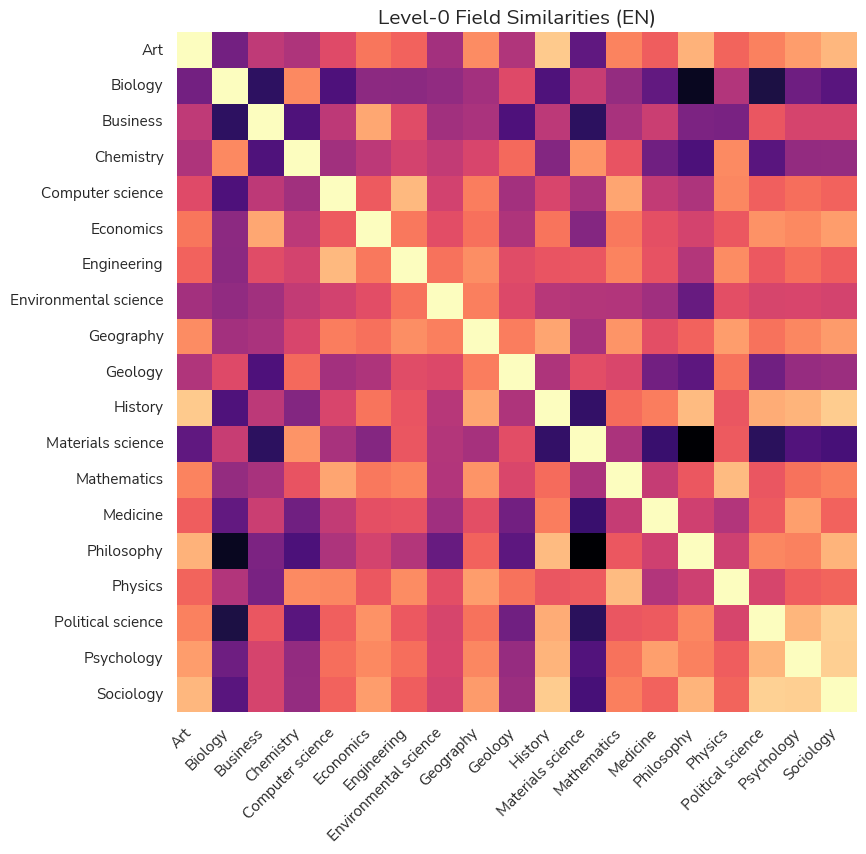 Level-0 Field Similarities (EN)
Art
Biology
Business
Chemistry
Computer science
Economics
Engineering
Environmental science
Geography
Geology
History
Materials science
Mathematics
Medicine
Philosophy
Physics
Political science
Psychology
Sociology
Art
Biology
Business
Chemistry
Computer science
Economics
Engineering
Environmental science
Geography
Geology
History
Materials science
Mathematics
Medicine
Philosophy
Physics
Political science
Psychology
Sociology